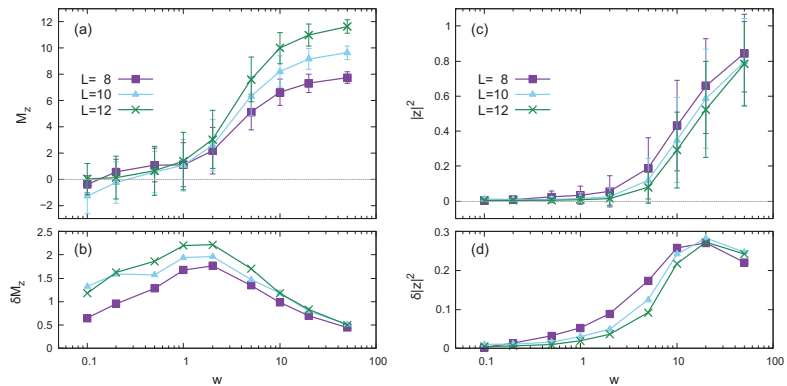 (a)
12
10
8
6
4
2
0
−2
M_z
L= 8
L=10
L=12
(c)
1
0.8
0.6
0.4
0.2
0
|z|²
L= 8
L=10
L=12
(b)
2.5
2
1.5
1
0.5
0
δM_z
0.1 1 10 100
w
(d)
0.3
0.2
0.1
0
δ|z|²
0.1 1 10 100
w